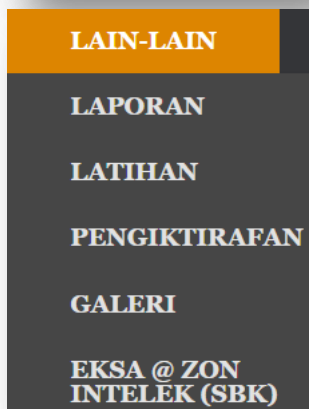 LAIN-LAIN
LAPORAN
LATIHAN
PENGIKTIRAFAN
GALERI
EKSA @ ZON
INTELEK (SBK)